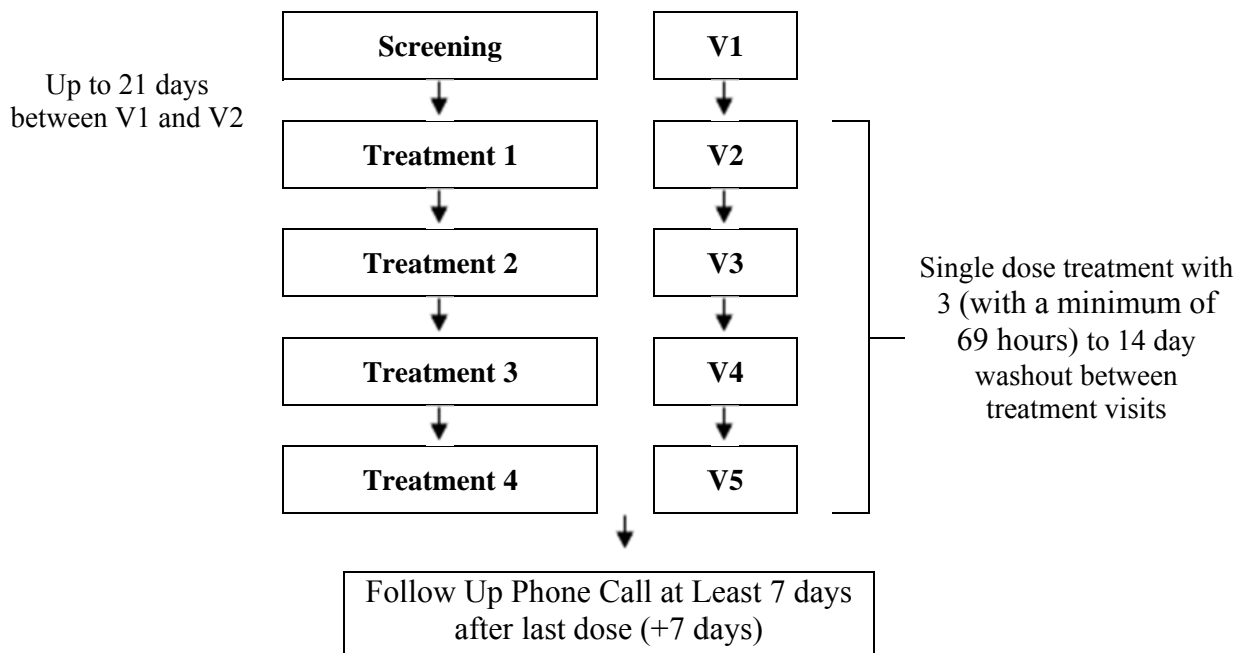 Screening
V1
Up to 21 days
between V1 and V2
Treatment 1
V2
Treatment 2
V3
Single dose treatment with
3 (with a minimum of
69 hours) to 14 day
washout between
treatment visits
Treatment 3
V4
Treatment 4
V5
Follow Up Phone Call at Least 7 days
after last dose (+7 days)